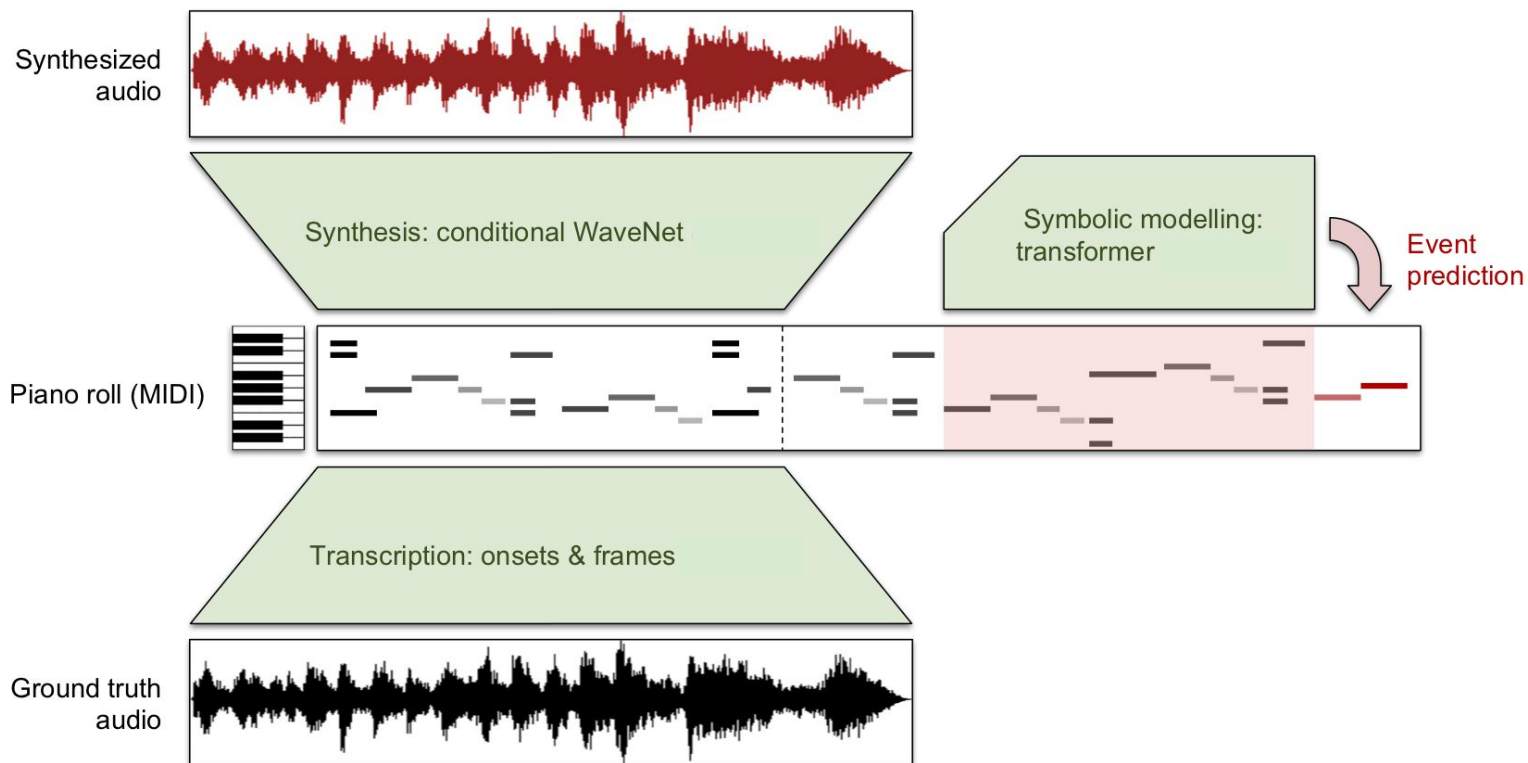 Synthesized
audio
Synthesis: conditional WaveNet
Symbolic modelling:
transformer
Event
prediction
Piano roll (MIDI)
Transcription: onsets & frames
Ground truth
audio